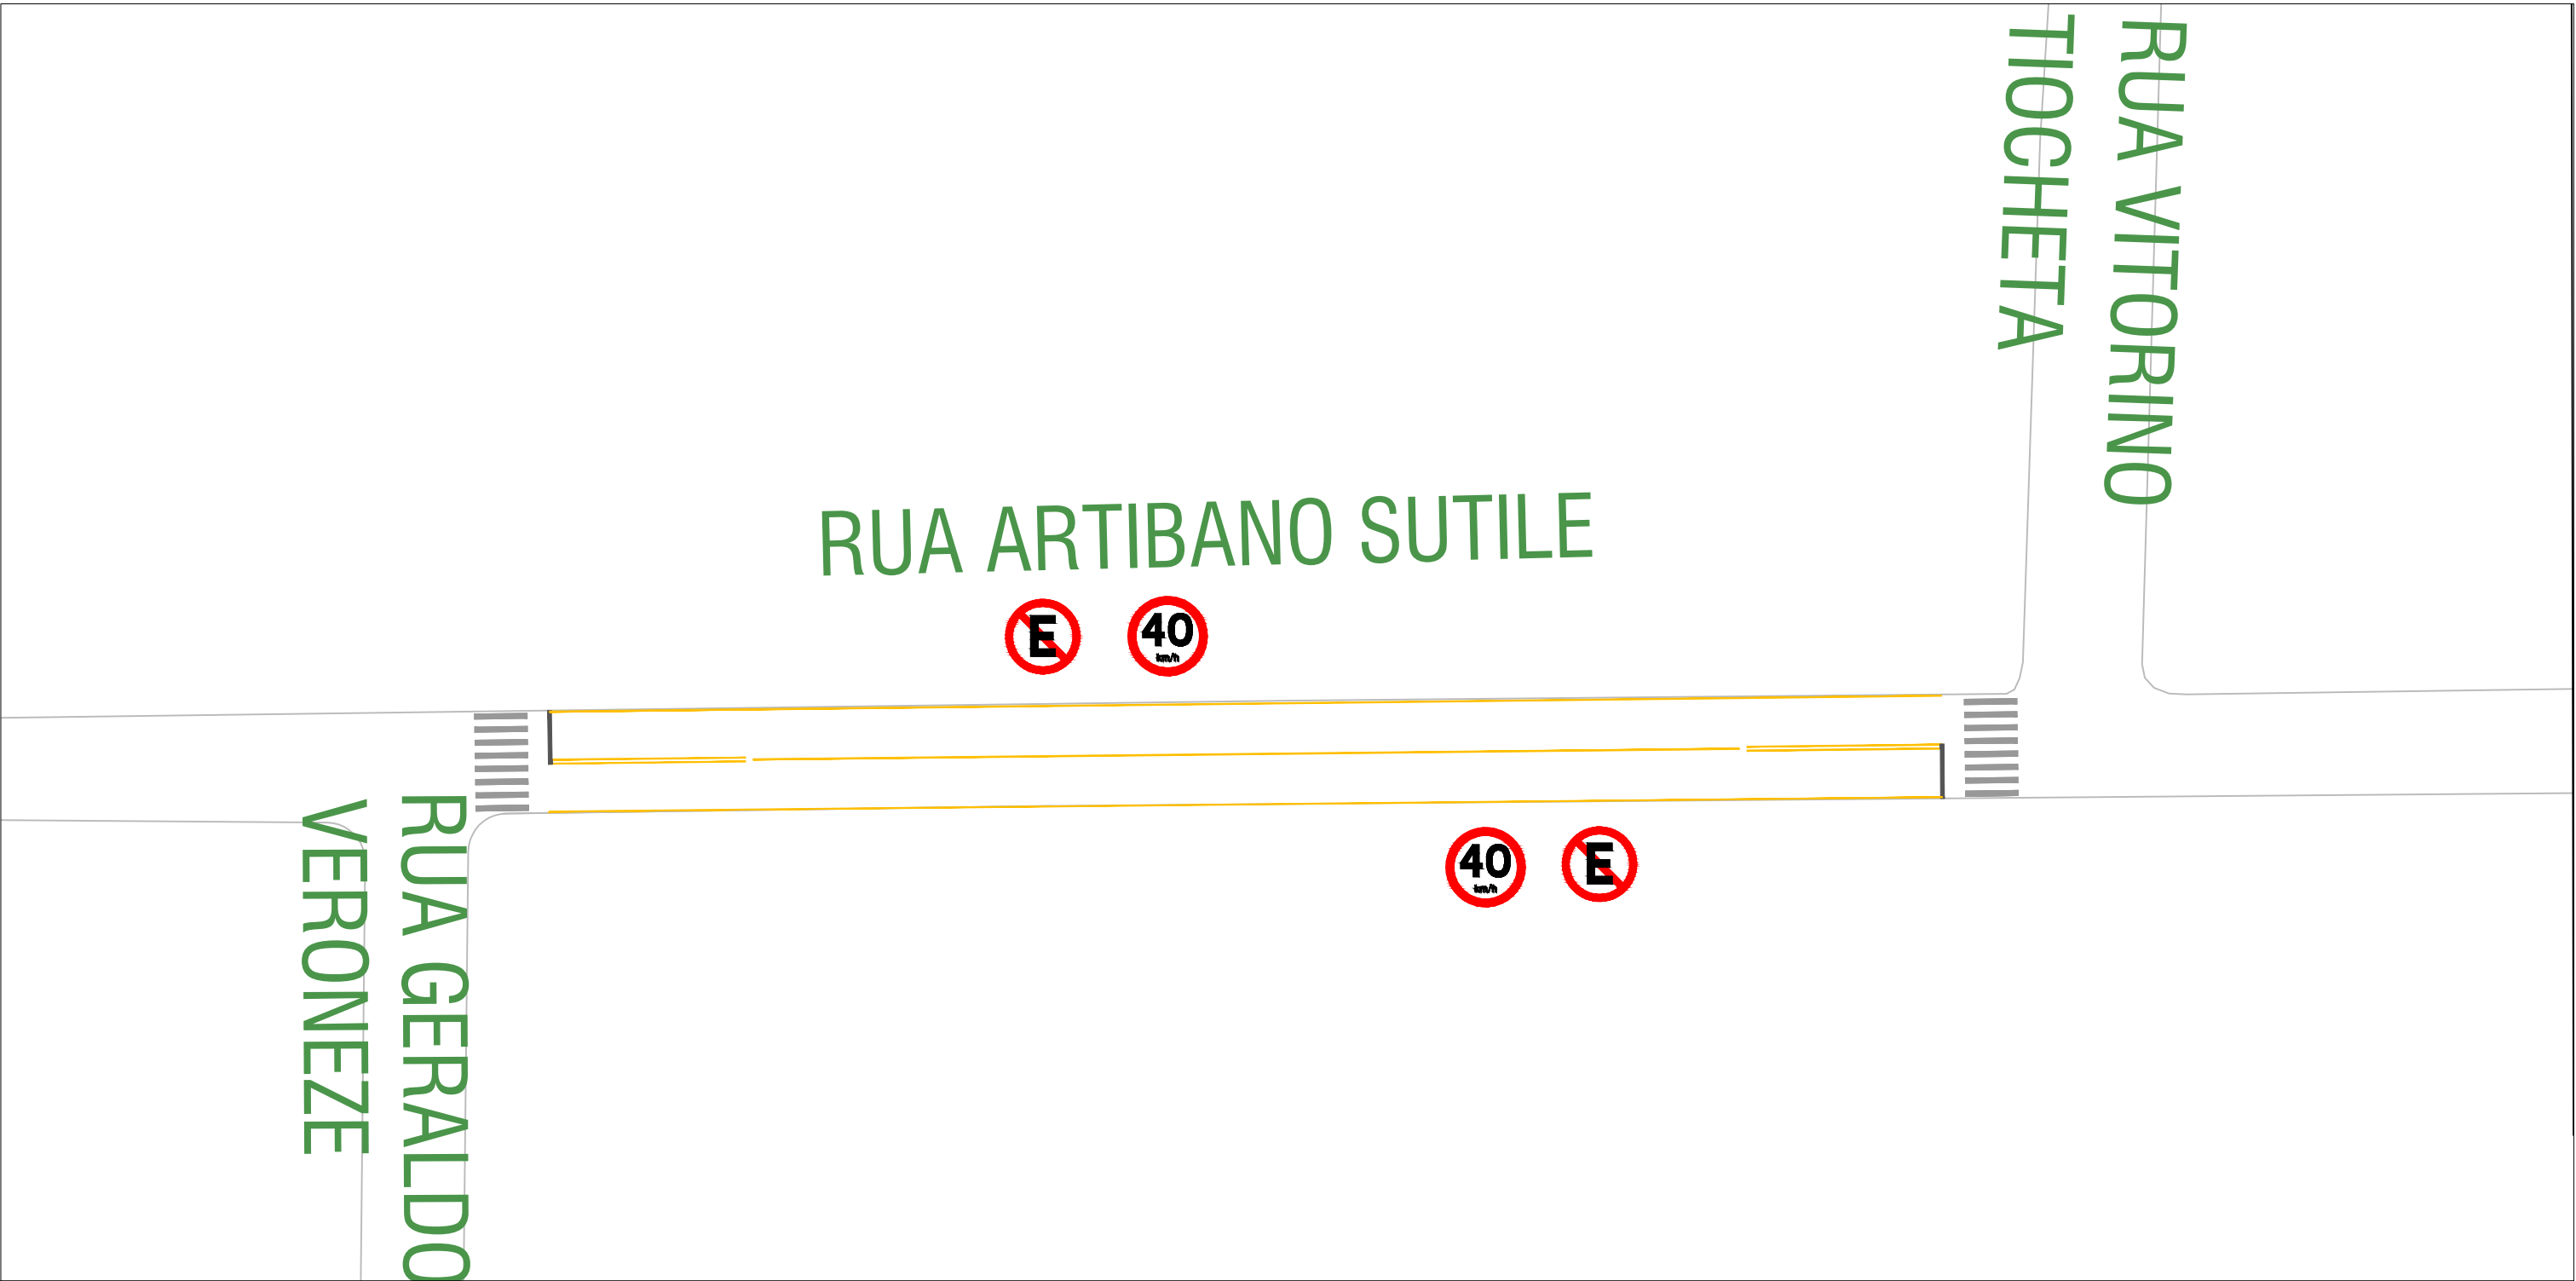 RUA VITORINO
TIOCHETA
RUA ARTIBANO SUTILE
E
40
km/h
40
km/h
E
RUA GERALDO
VERONEZE